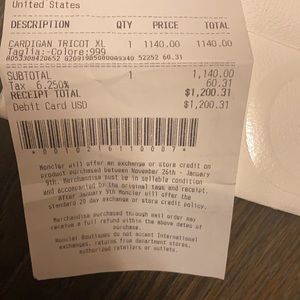 United States
DESCRIPTION QTY PRICE TOTAL
CARDIGAN TRICOT XL 1 1140.00 1140.00
Taglia:-Colore:999
60.31
SUBTOTAL 1 1,140.00
Tax 6.250% 60.31
RECEIPT TOTAL $1,200.31
Debit Card USD $1,200.31
*0010216110007*
Moncler will offer an exchange or store credit on
product purchased between November 26th - January
9th. Merchandise must be in sellable condition
and accompanied by the original tags and receipt.
After January 9th Moncler will offer the
standard 20 day exchange or store credit policy.
Merchandise purchased through mail order may
receive a full refund within the above dates of
purchase.
Moncler Boutiques do not accept International
exchanges, returns from department stores,
authorized retailers or outlets.